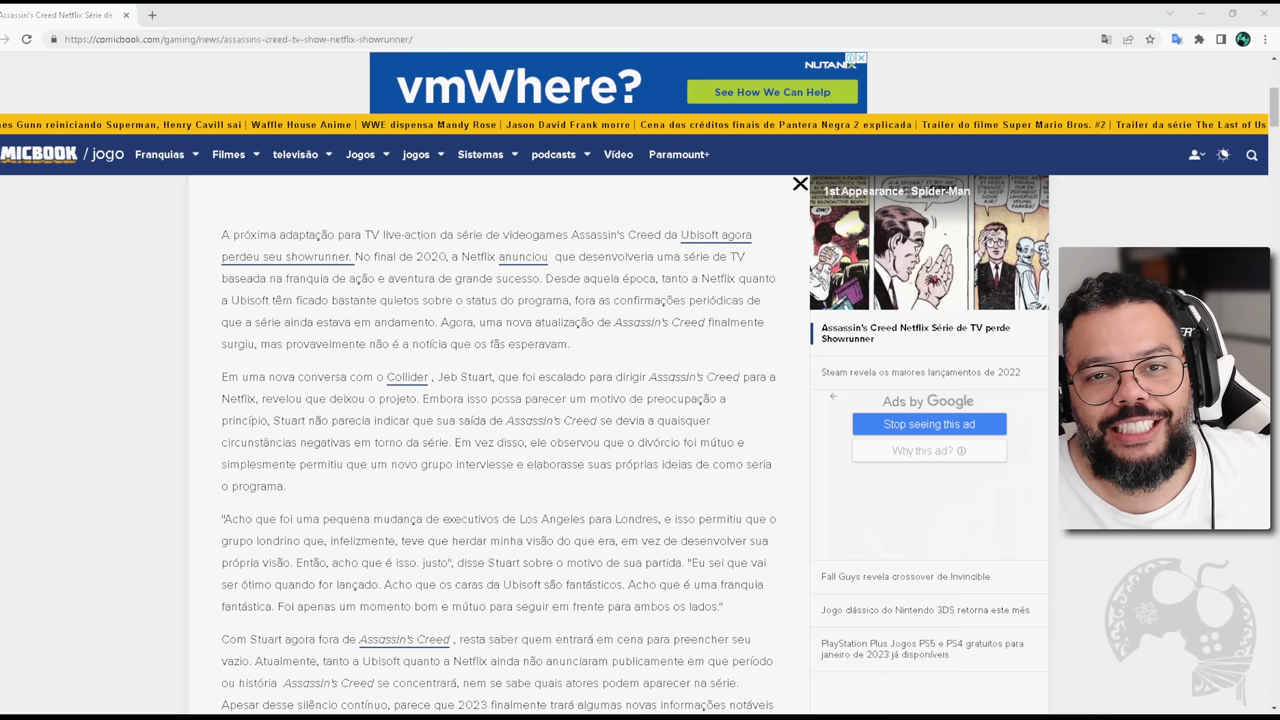 Assassin's Creed Netflix Série de
https://comicbook.com/gaming/news/assassins-creed-tv-show-netflix-showrunner/
vmWhere?
NUTANIX
See How We Can Help
nes Gunn reiniciando Superman, Henry Cavill sai | Waffle House Anime | WWE dispensa Mandy Rose | Jason David Frank morre | Cena dos créditos finais de Pantera Negra 2 explicada | Trailer do filme Super Mario Bros. #2 | Trailer da série The Last of Us
MICBOOK / jogo Franquias Filmes televisão Jogos jogos Sistemas podcasts Vídeo Paramount+
1st Appearance: Spider-Man
A próxima adaptação para TV live-action da série de videogames Assassin's Creed da Ubisoft agora
perdeu seu showrunner. No final de 2020, a Netflix anunciou que desenvolveria uma série de TV
baseada na franquia de ação e aventura de grande sucesso. Desde aquela época, tanto a Netflix quanto
a Ubisoft têm ficado bastante quietos sobre o status do programa, fora as confirmações periódicas de
que a série ainda estava em andamento. Agora, uma nova atualização de Assassin's Creed finalmente
surgiu, mas provavelmente não é a notícia que os fãs esperavam.
Em uma nova conversa com o Collider , Jeb Stuart, que foi escalado para dirigir Assassin's Creed para a
Netflix, revelou que deixou o projeto. Embora isso possa parecer um motivo de preocupação a
princípio, Stuart não parecia indicar que sua saída de Assassin's Creed se devia a quaisquer
circunstâncias negativas em torno da série. Em vez disso, ele observou que o divórcio foi mútuo e
simplesmente permitiu que um novo grupo interviesse e elaborasse suas próprias ideias de como seria
o programa.
"Acho que foi uma pequena mudança de executivos de Los Angeles para Londres, e isso permitiu que o
grupo londrino que, infelizmente, teve que herdar minha visão do que era, em vez de desenvolver sua
própria visão. Então, acho que é isso. justo", disse Stuart sobre o motivo de sua partida. "Eu sei que vai
ser ótimo quando for lançado. Acho que os caras da Ubisoft são fantásticos. Acho que é uma franquia
fantástica. Foi apenas um momento bom e mútuo para seguir em frente para ambos os lados."
Com Stuart agora fora de Assassin's Creed , resta saber quem entrará em cena para preencher seu
vazio. Atualmente, tanto a Ubisoft quanto a Netflix ainda não anunciaram publicamente em que período
ou história Assassin's Creed se concentrará, nem se sabe quais atores podem aparecer na série.
Apesar desse silêncio contínuo, parece que 2023 finalmente trará algumas novas informações notáveis
Assassin's Creed Netflix Série de TV perde
Showrunner
Steam revela os maiores lançamentos de 2022
Ads by Google
Stop seeing this ad
Why this ad?
Fall Guys revela crossover de Invincible
Jogo clássico do Nintendo 3DS retorna este mês
PlayStation Plus Jogos PS5 e PS4 gratuitos para
janeiro de 2023 já disponíveis